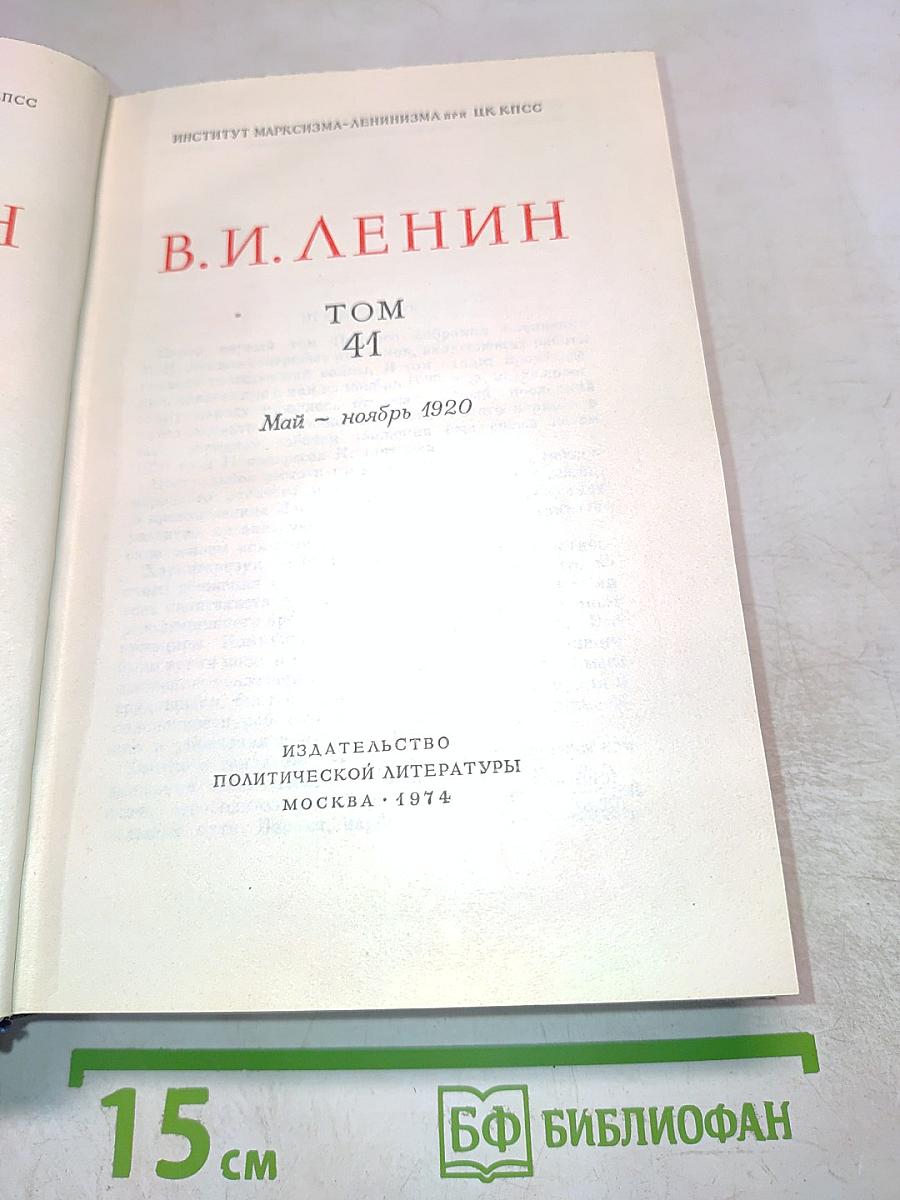 КПСС
Н
ИНСТИТУТ МАРКСИЗМА-ЛЕНИНИЗМА при ЦК КПСС
В. И. ЛЕНИН
ТОМ
41
Май ~ ноябрь 1920
ИЗДАТЕЛЬСТВО
ПОЛИТИЧЕСКОЙ ЛИТЕРАТУРЫ
МОСКВА · 1974
15 см
БФ БИБЛИОФАН